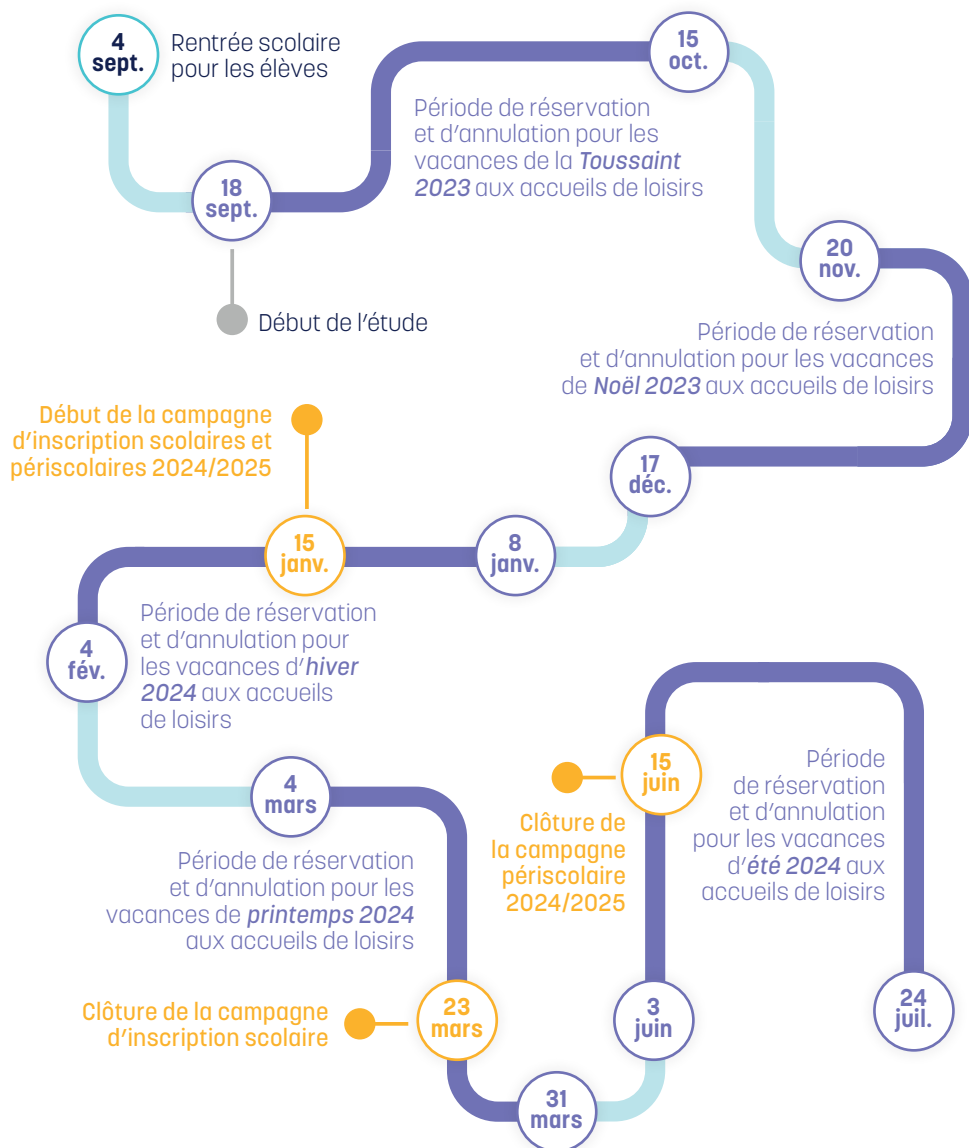 4
sept.
Rentrée scolaire
pour les élèves
15
oct.
Période de réservation
et d'annulation pour les
vacances de la Toussaint
2023 aux accueils de loisirs
18
sept.
Début de l'étude
20
nov.
Période de réservation
et d'annulation pour les vacances
de Noël 2023 aux accueils de loisirs
17
déc.
Début de la campagne
d'inscription scolaires et
périscolaires 2024/2025
15
janv.
8
janv.
Période de réservation
et d'annulation pour
les vacances d'hiver
2024 aux accueils
de loisirs
4
fév.
4
mars
Période de réservation
et d'annulation pour les
vacances de printemps 2024
aux accueils de loisirs
Clôture de la campagne
d'inscription scolaire
23
mars
31
mars
3
juin
15
juin
Clôture de
la campagne
périscolaire
2024/2025
Période
de réservation
et d'annulation
pour les vacances
d'été 2024 aux
accueils de loisirs
24
juil.